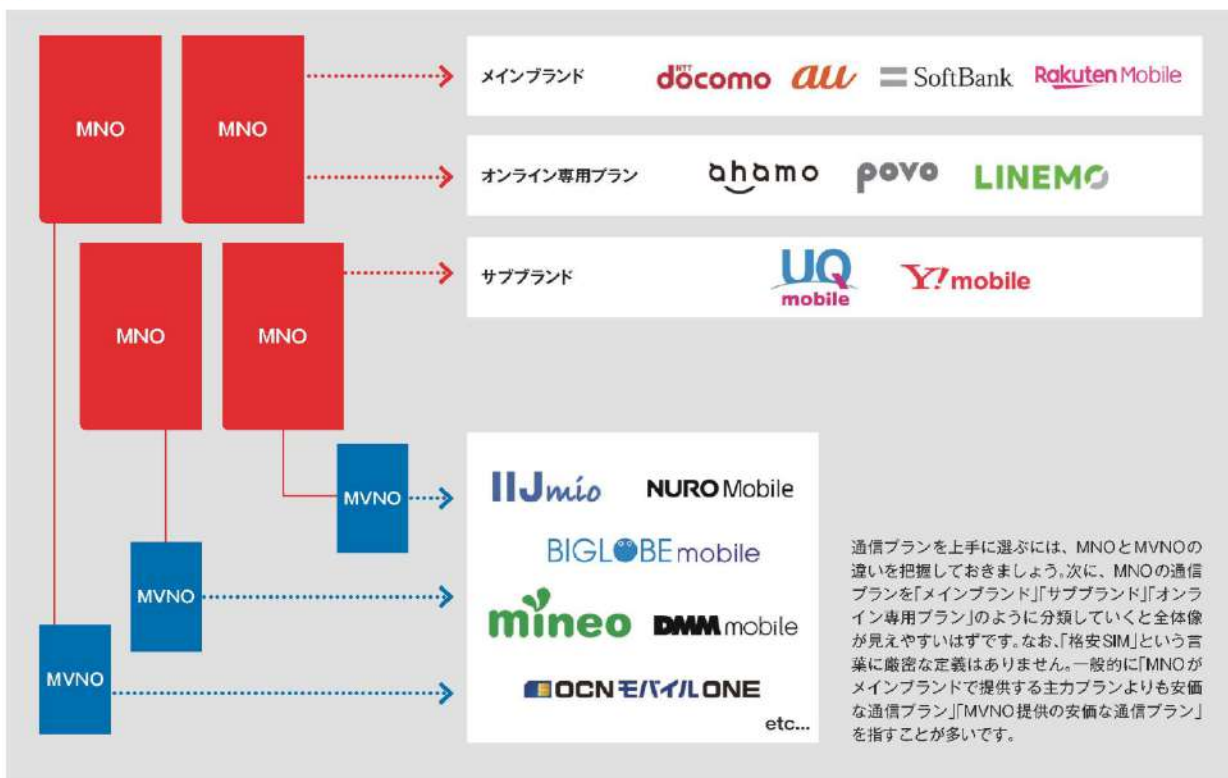 MNO
MNO
メインブランド
NTT
döcomo
au
SoftBank
Rakuten Mobile
オンライン専用プラン
ahamo
povo
LINEMO
MNO
MNO
サブブランド
UQ
mobile
Y!mobile
MVNO
MVNO
MVNO
IIJmio
NURO Mobile
BIGLOBE mobile
mineo
DMM mobile
OCN モバイル ONE
etc...
通信プランを上手に選ぶには、MNOとMVNOの
違いを把握しておきましょう。次に、MNOの通信
プランを「メインブランド」「サブブランド」「オンラ
イン専用プラン」のように分類していくと全体像
が見えやすいはずです。なお、「格安SIM」という言
葉に厳密な定義はありません。一般的に「MNOが
メインブランドで提供する主力プランよりも安価
な通信プラン」「MVNO提供の安価な通信プラン」
を指すことが多いです。